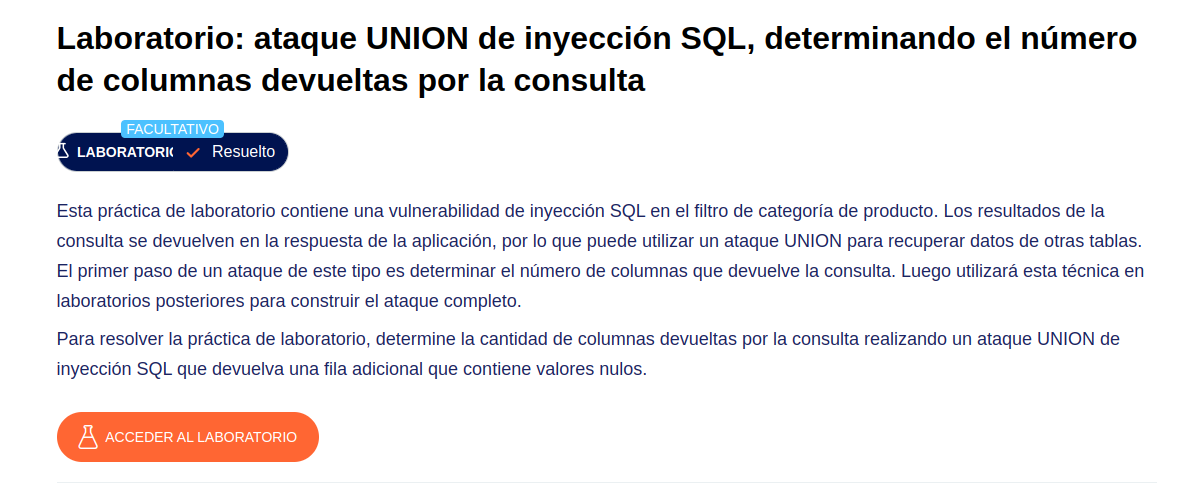 Laboratorio: ataque UNION de inyección SQL, determinando el número
de columnas devueltas por la consulta
FACULTATIVO
LABORATORIO Resuelto
Esta práctica de laboratorio contiene una vulnerabilidad de inyección SQL en el filtro de categoría de producto. Los resultados de la
consulta se devuelven en la respuesta de la aplicación, por lo que puede utilizar un ataque UNION para recuperar datos de otras tablas.
El primer paso de un ataque de este tipo es determinar el número de columnas que devuelve la consulta. Luego utilizará esta técnica en
laboratorios posteriores para construir el ataque completo.
Para resolver la práctica de laboratorio, determine la cantidad de columnas devueltas por la consulta realizando un ataque UNION de
inyección SQL que devuelva una fila adicional que contiene valores nulos.
ACCEDER AL LABORATORIO